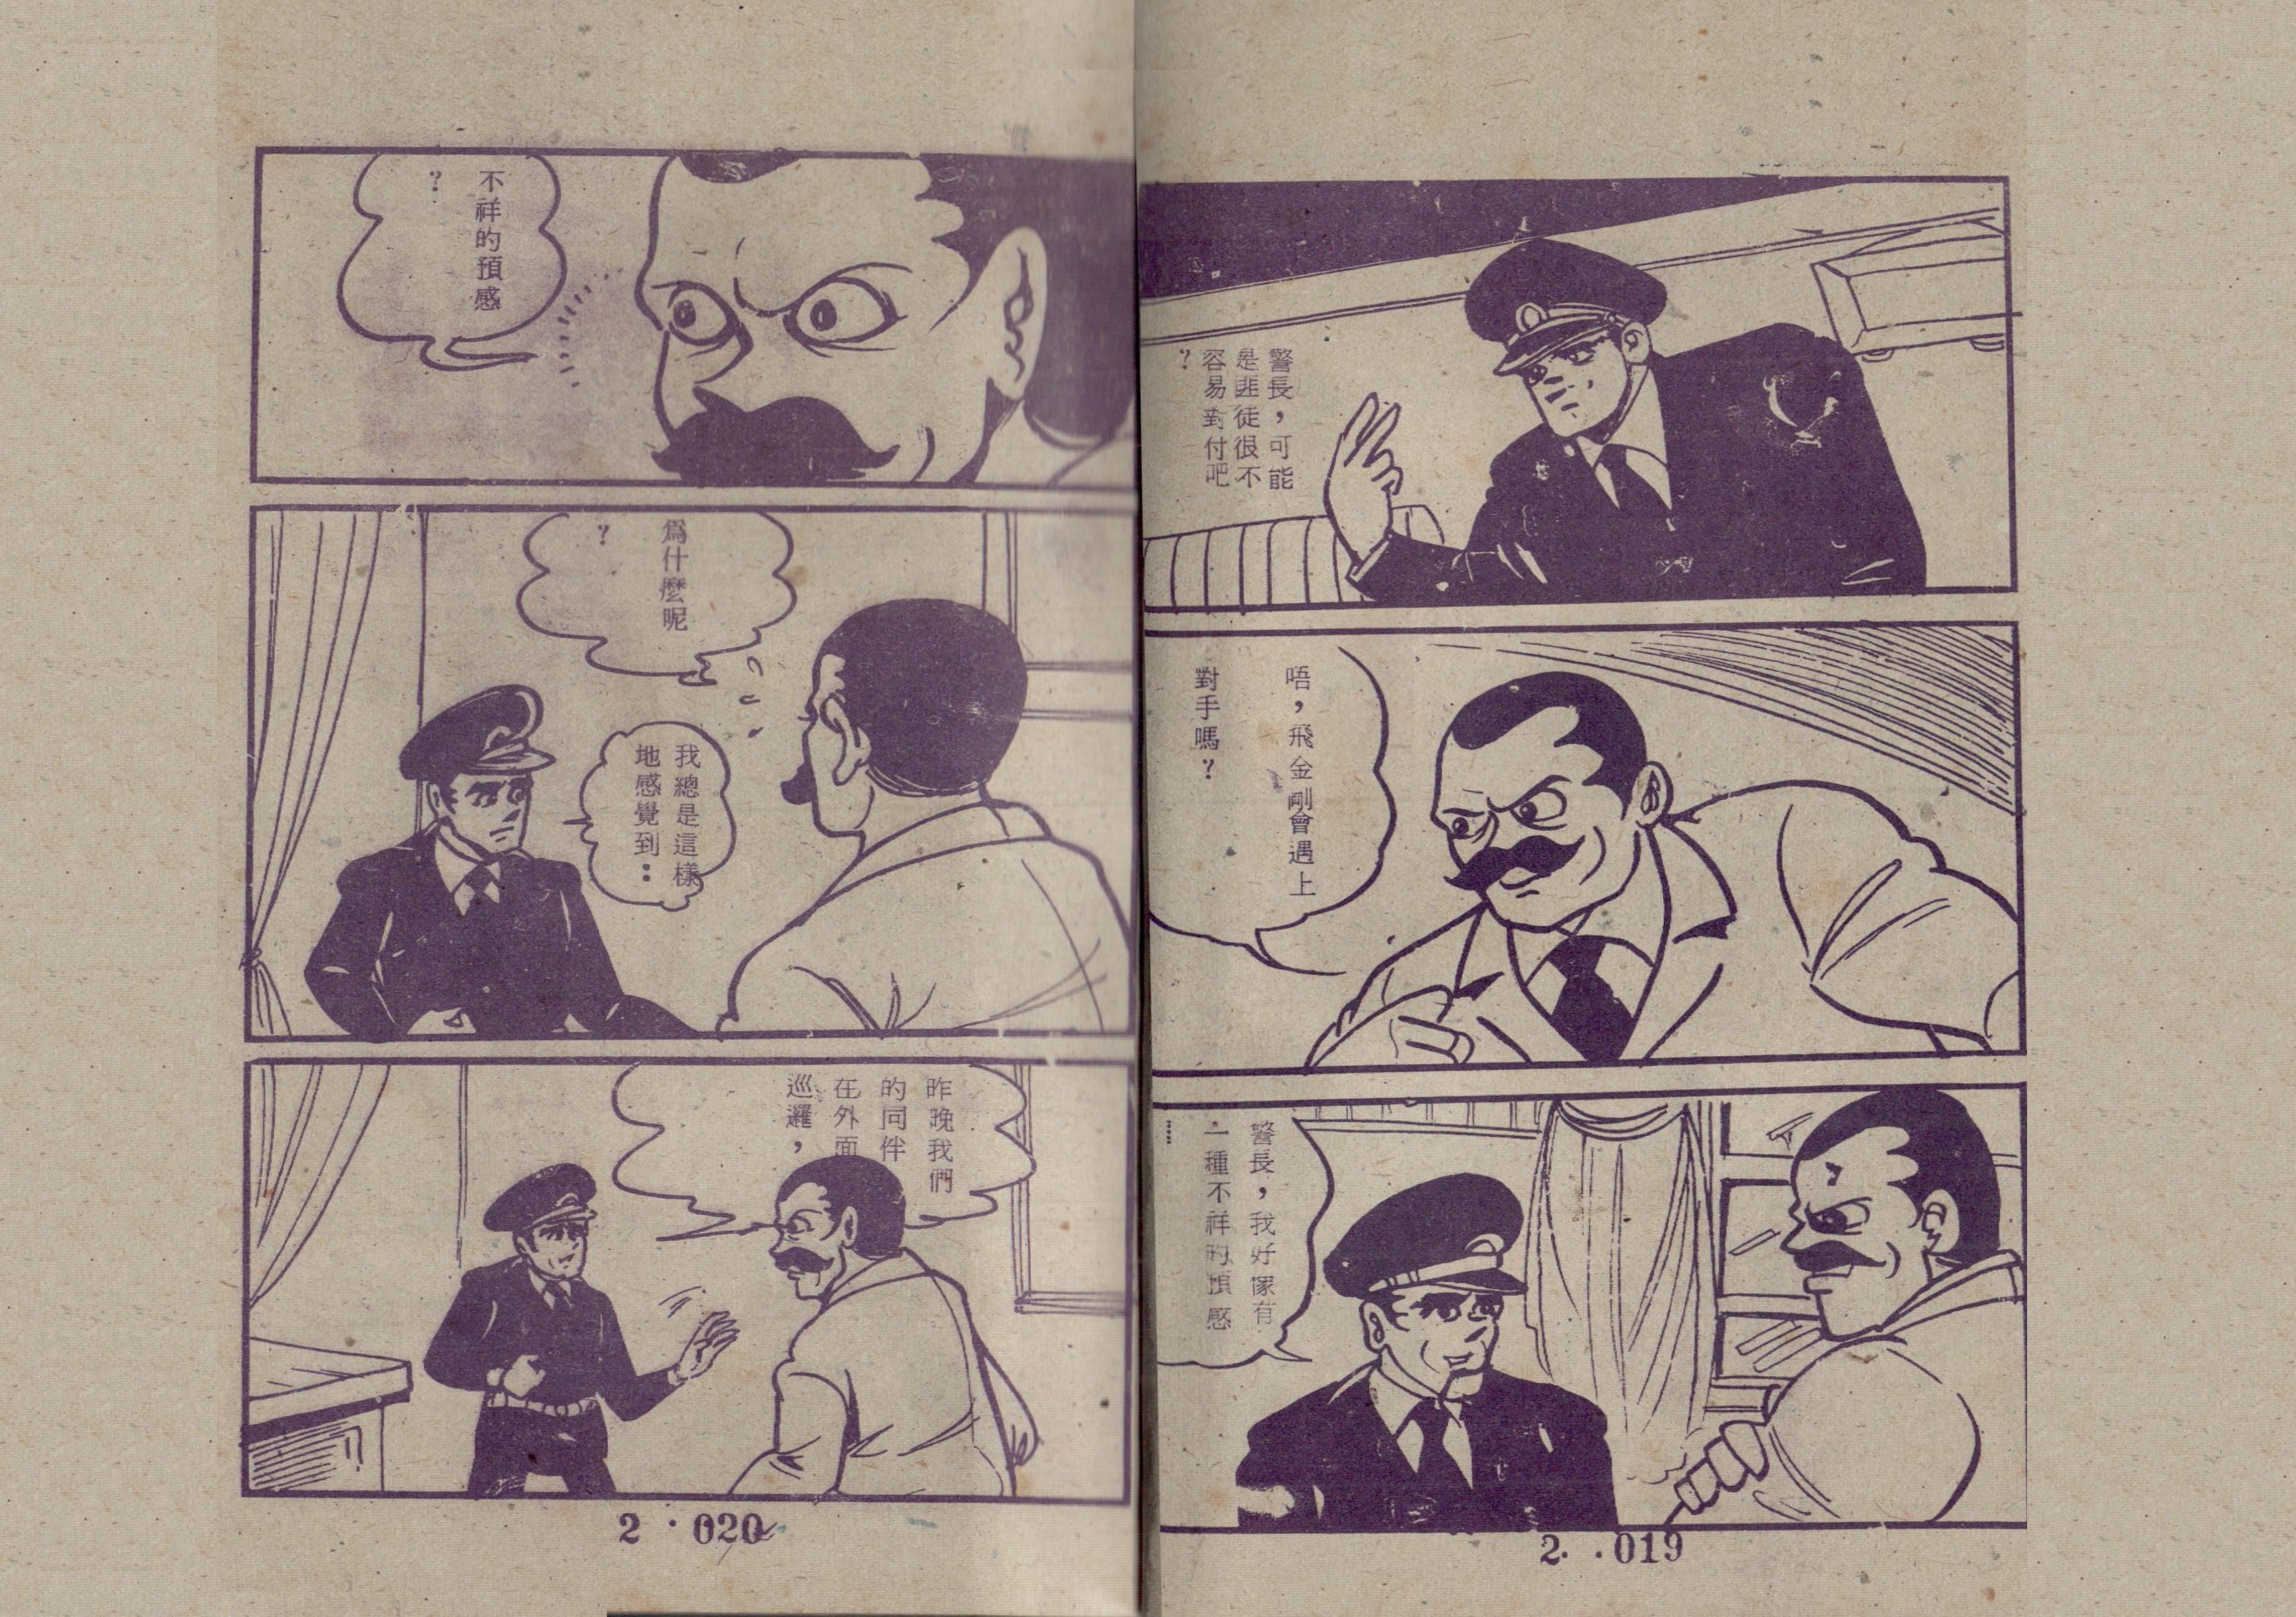 警長，可能
是匪徒很不
容易對付吧
？
唔，飛金剛會遇上
對手嗎？
警長，我好像有
一種不祥的預感
……
2·.019
不祥的預感
？
為什麼呢
？
我總是這樣
地感覺到：
昨晚我們
的同伴
在外面
巡邏，
2·020